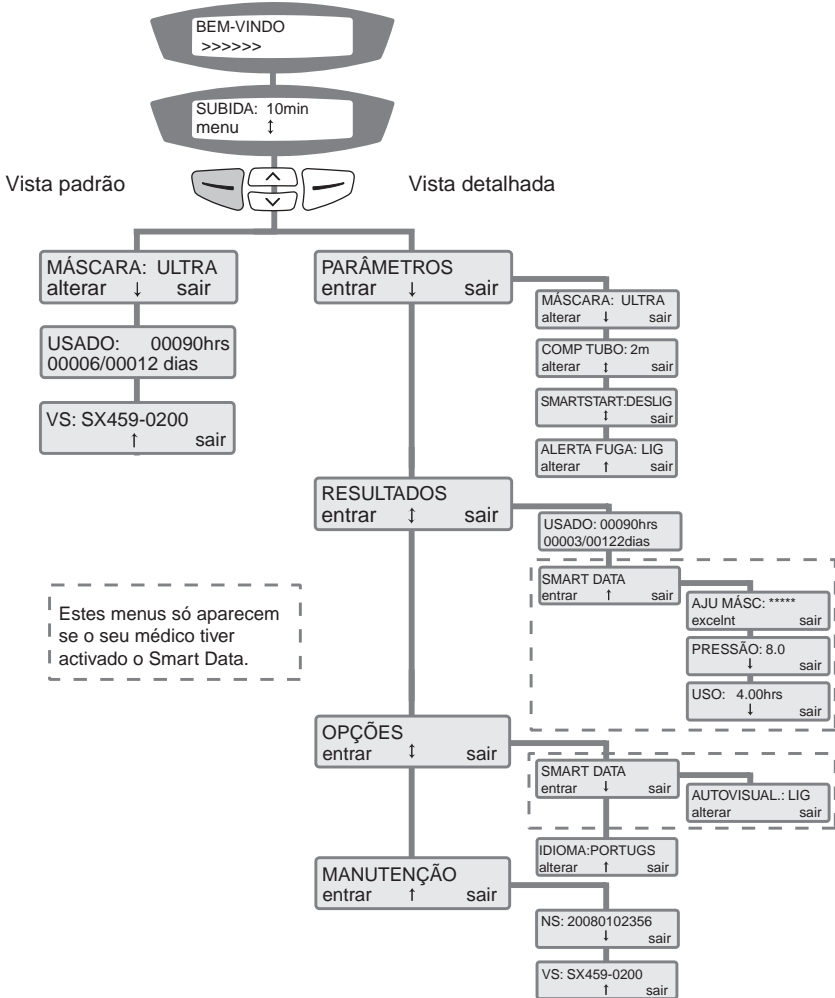 BEM-VINDO
>>>>>>
SUBIDA: 10min
menu ↕
Vista padrão
Vista detalhada
MÁSCARA: ULTRA
alterar ↓ sair
USADO: 00090hrs
00006/00012 dias
VS: SX459-0200
↑ sair
PARÂMETROS
entrar ↓ sair
MÁSCARA: ULTRA
alterar ↓ sair
COMP TUBO: 2m
alterar ↕ sair
SMARTSTART:DESLIG
↕ sair
ALERTA FUGA: LIG
alterar ↑ sair
RESULTADOS
entrar ↕ sair
USADO: 00090hrs
00003/00122dias
SMART DATA
entrar ↑ sair
AJU MÁSC: *****
excelnt sair
PRESSÃO: 8.0
↓ sair
USO: 4.00hrs
↓ sair
Estes menus só aparecem
se o seu médico tiver
activado o Smart Data.
OPÇÕES
entrar ↕ sair
SMART DATA
entrar ↓ sair
AUTOVISUAL.: LIG
alterar sair
IDIOMA:PORTUGS
alterar ↑ sair
MANUTENÇÃO
entrar ↑ sair
NS: 20080102356
↓ sair
VS: SX459-0200
↑ sair